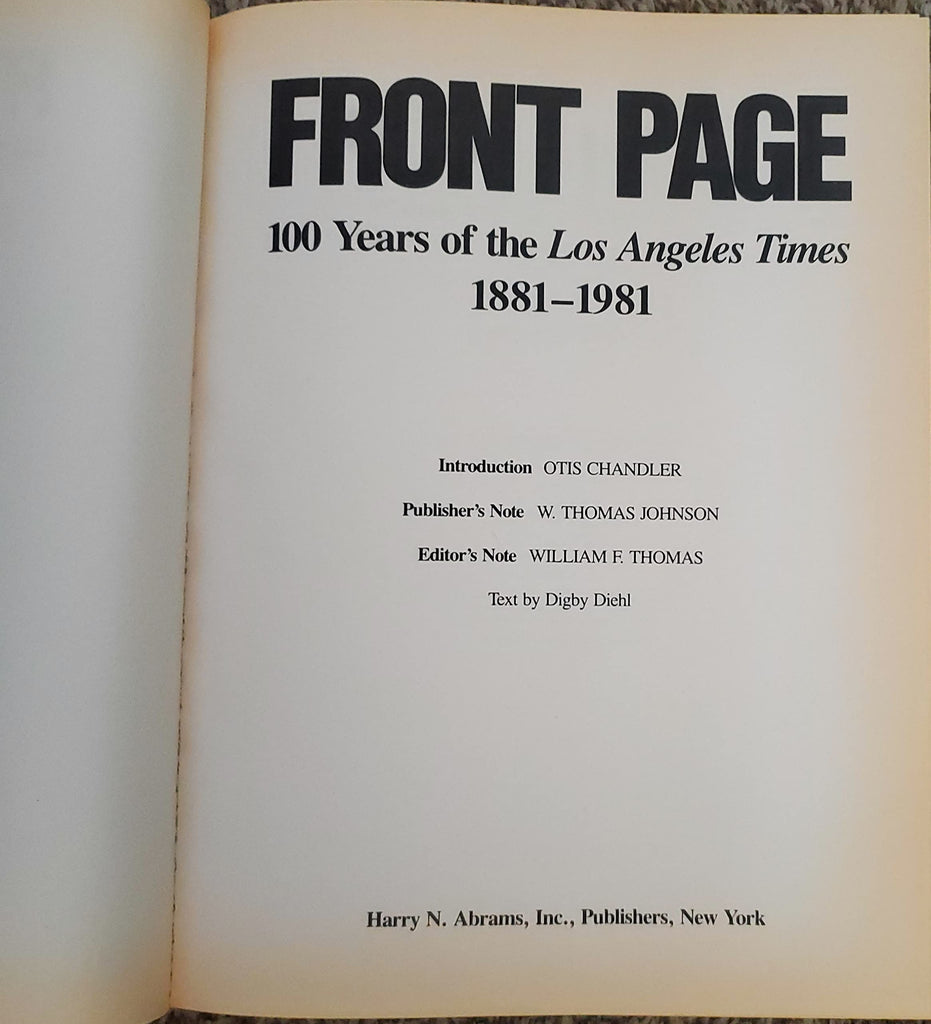 FRONT PAGE
100 Years of the Los Angeles Times
1881–1981
Introduction OTIS CHANDLER
Publisher's Note W. THOMAS JOHNSON
Editor's Note WILLIAM F. THOMAS
Text by Digby Diehl
Harry N. Abrams, Inc., Publishers, New York